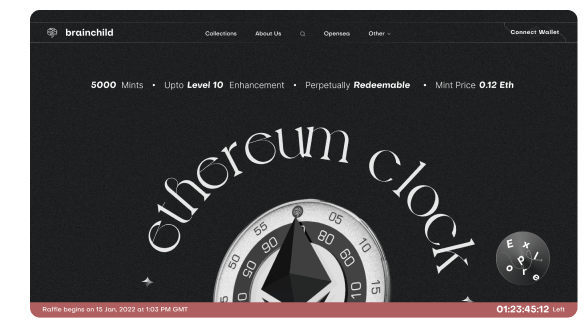 brainchild
Collections About Us Opensea Other Connect Wallet
5000 Mints • Upto Level 10 Enhancement • Perpetually Redeemable • Mint Price 0.12 Eth
ethereum clock
55 05
50 90 80 10
50 90 15
Explore
Raffle begins on 15 Jan, 2022 at 1:03 PM GMT 01:23:45:12 Left